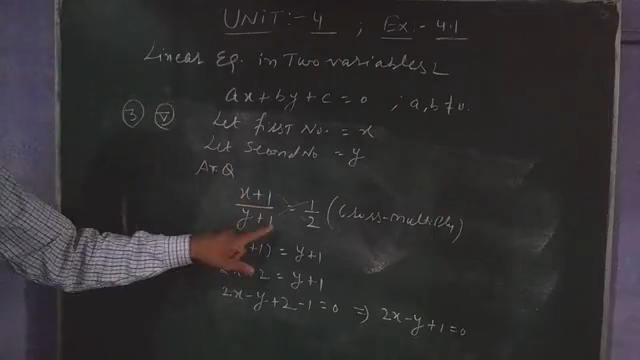 UNIT:- 4 ; Ex:- 4.1
Linear Eq. in Two variables
ax+by+c=0 ; a,b≠0.
③ Ⓥ Let first No. = x
Let second No = y
A.T.Q
x+1/y+1 = 1/2 (Cross-multiply)
+1) = y+1
2 = y+1
2x-y+2-1=0 ⇒ 2x-y+1=0